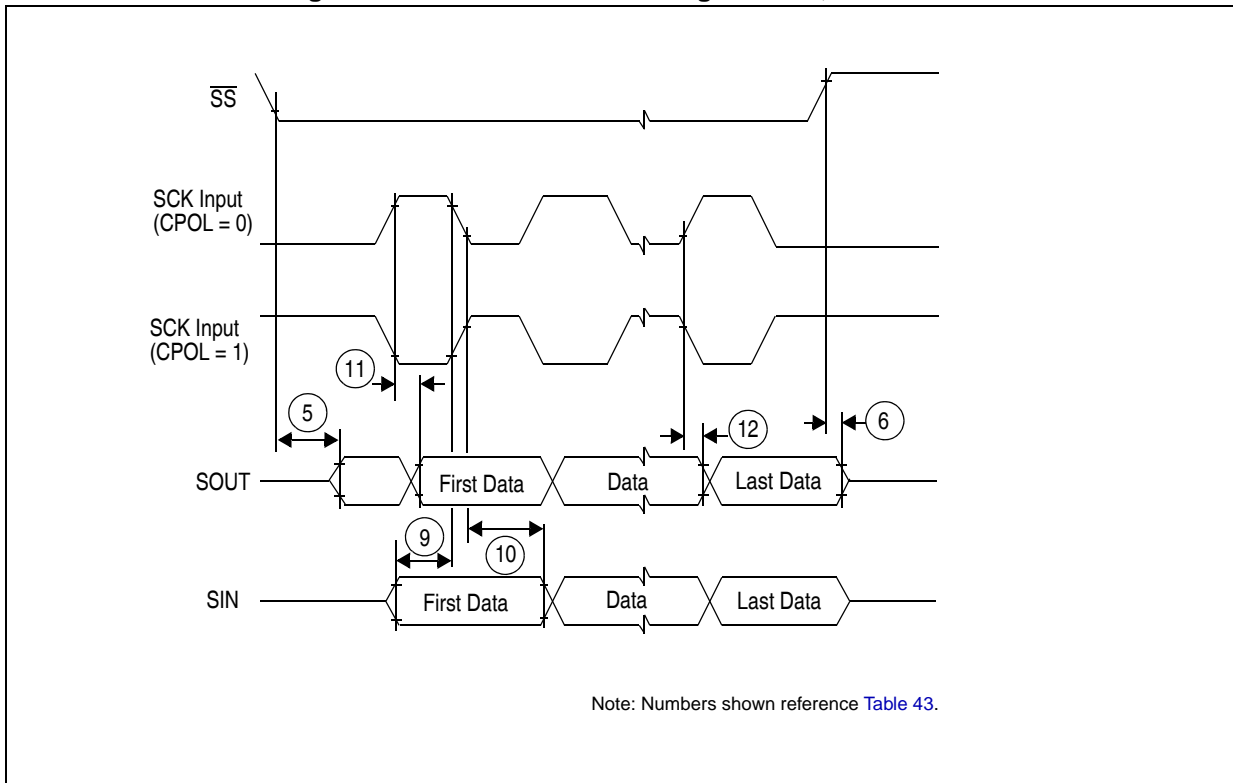 SS
SCK Input
(CPOL = 0)
SCK Input
(CPOL = 1)
11
5
12
6
SOUT
First Data
Data
Last Data
9
10
SIN
First Data
Data
Last Data
Note: Numbers shown reference Table 43.